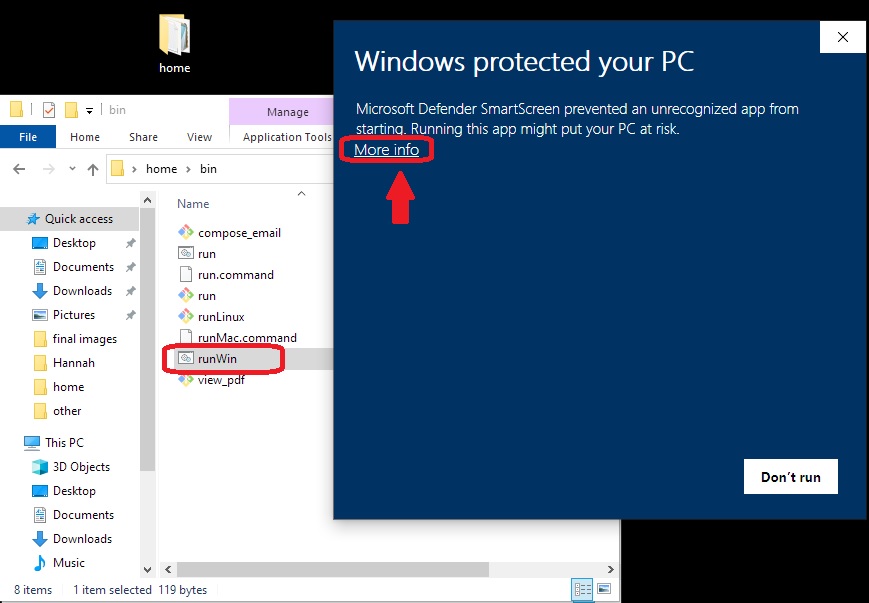 home
bin
Manage
File
Home
Share
View
Application Tools
home
bin
Quick access
Desktop
Documents
Downloads
Pictures
final images
Hannah
home
other
This PC
3D Objects
Desktop
Documents
Downloads
Music
Name
compose_email
run
run.command
run
runLinux
runMac.command
runWin
view_pdf
8 items
1 item selected
119 bytes
Windows protected your PC
Microsoft Defender SmartScreen prevented an unrecognized app from
starting. Running this app might put your PC at risk.
More info
Don't run